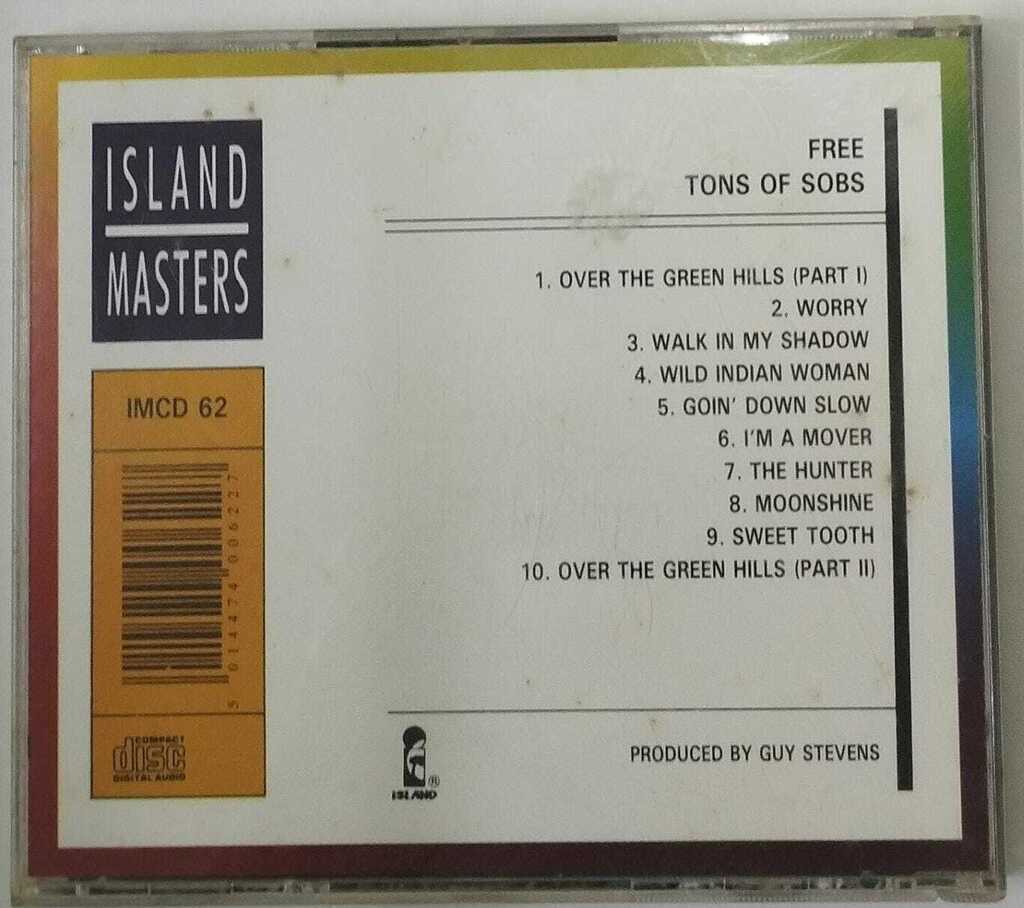 ISLAND
MASTERS
IMCD 62
5 014474 006227
COMPACT
disc
DIGITAL AUDIO
FREE
TONS OF SOBS
1. OVER THE GREEN HILLS (PART I)
2. WORRY
3. WALK IN MY SHADOW
4. WILD INDIAN WOMAN
5. GOIN' DOWN SLOW
6. I'M A MOVER
7. THE HUNTER
8. MOONSHINE
9. SWEET TOOTH
10. OVER THE GREEN HILLS (PART II)
®
ISLAND
PRODUCED BY GUY STEVENS